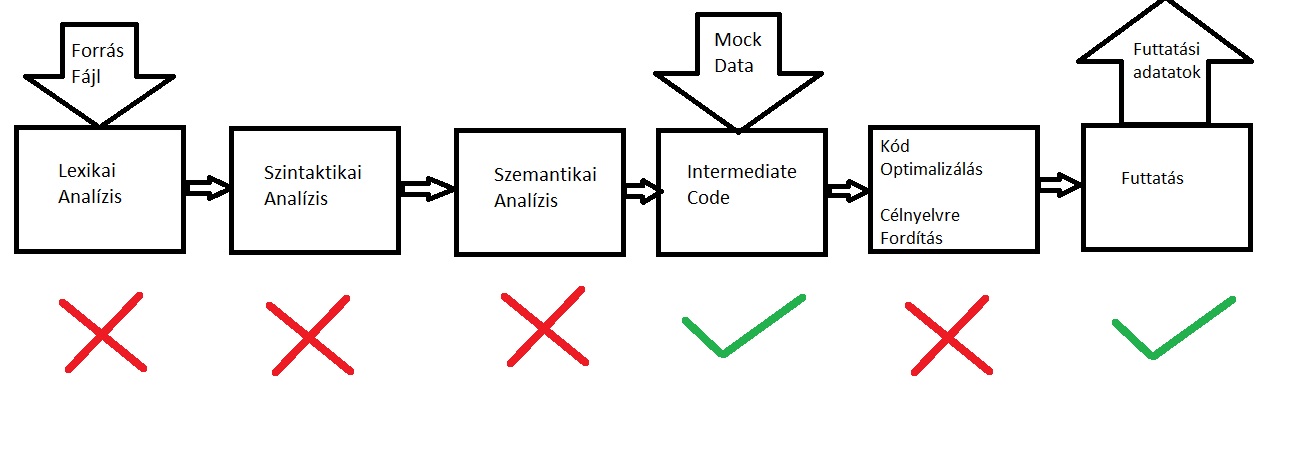 Forrás
Fájl
Mock
Data
Futtatási
adatatok
Lexikai
Analízis
Szintaktikai
Analízis
Szemantikai
Analízis
Intermediate
Code
Kód
Optimalizálás
Célnyelvre
Fordítás
Futtatás